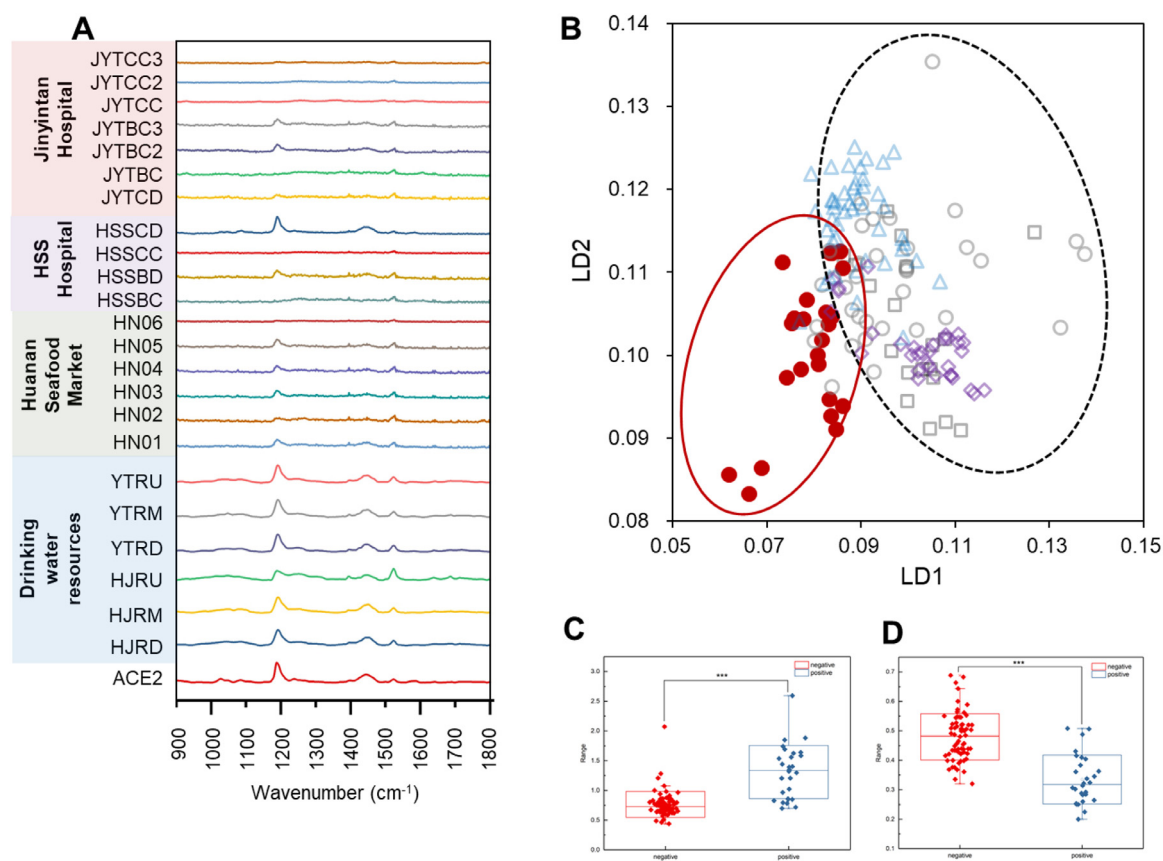 A
Jinyintan
Hospital
JYTCC3
JYTCC2
JYTCC
JYTBC3
JYTBC2
JYTBC
JYTCD
HSS
Hospital
HSSCD
HSSCC
HSSBD
HSSBC
Huanan
Seafood
Market
HN06
HN05
HN04
HN03
HN02
HN01
Drinking
water
resources
YTRU
YTRM
YTRD
HJRU
HJRM
HJRD
ACE2
900
1000
1100
1200
1300
1400
1500
1600
1700
1800
Wavenumber (cm⁻¹)
B
LD2
0.14
0.13
0.12
0.11
0.10
0.09
0.08
0.05
0.07
0.09
0.11
0.13
0.15
LD1
C
Range
3.0
2.5
2.0
1.5
1.0
0.5
0.0
***
negative
positive
negative
positive
D
Range
0.7
0.6
0.5
0.4
0.3
0.2
0.1
***
negative
positive
negative
positive